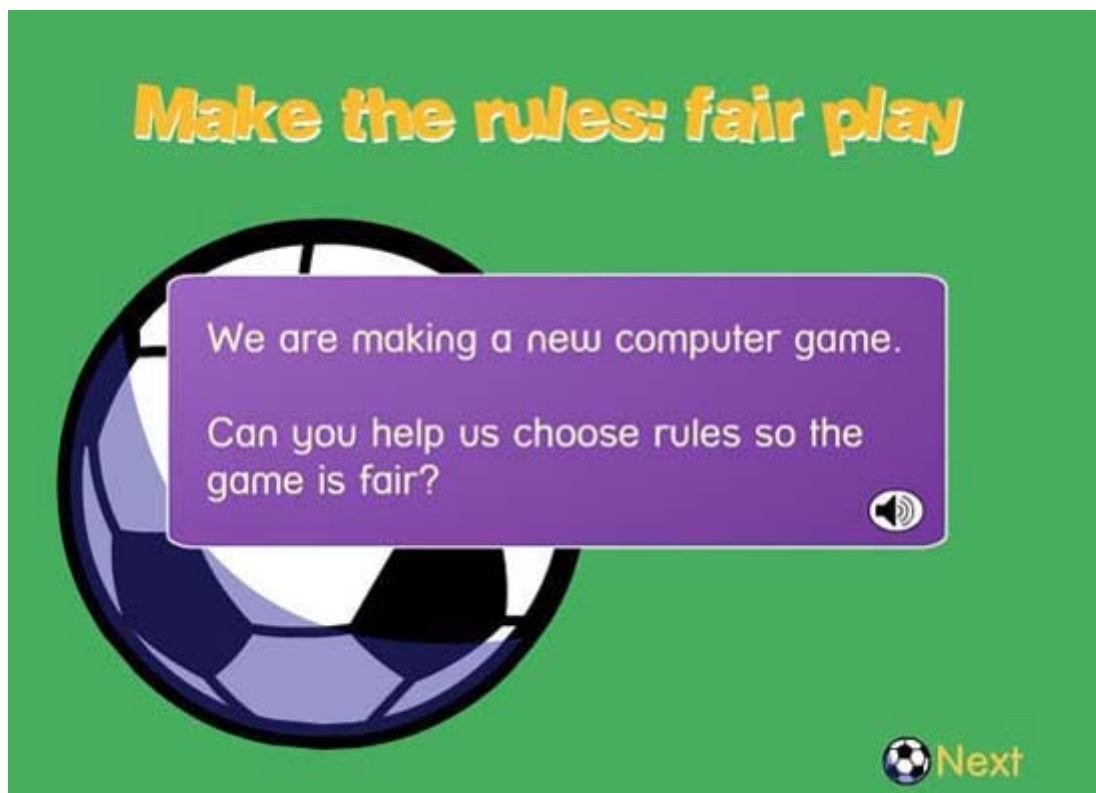 Make the rules: fair play
We are making a new computer game.
Can you help us choose rules so the
game is fair?
Next